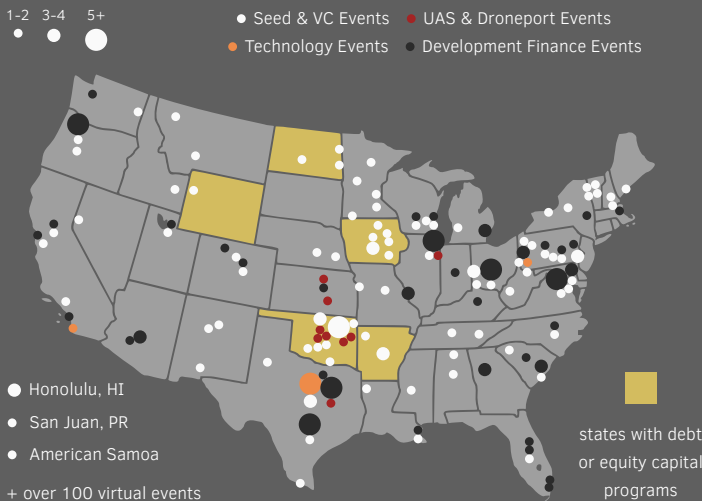 1-2 3-4 5+
Seed & VC Events
UAS & Droneport Events
Technology Events
Development Finance Events
Honolulu, HI
San Juan, PR
American Samoa
+ over 100 virtual events
states with debt
or equity capital
programs